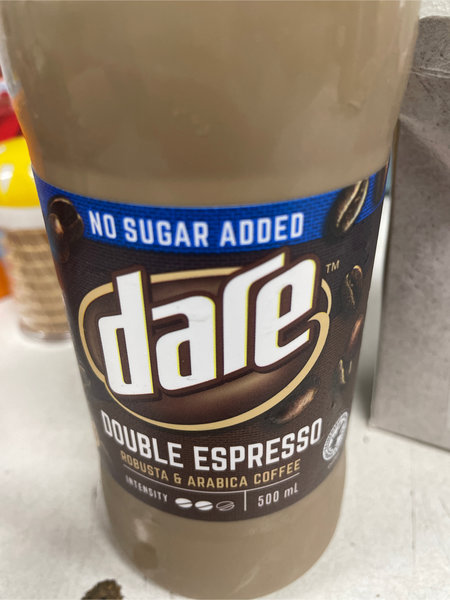 NO SUGAR ADDED
dare™
DOUBLE ESPRESSO
ROBUSTA & ARABICA COFFEE
INTENSITY
500 mL